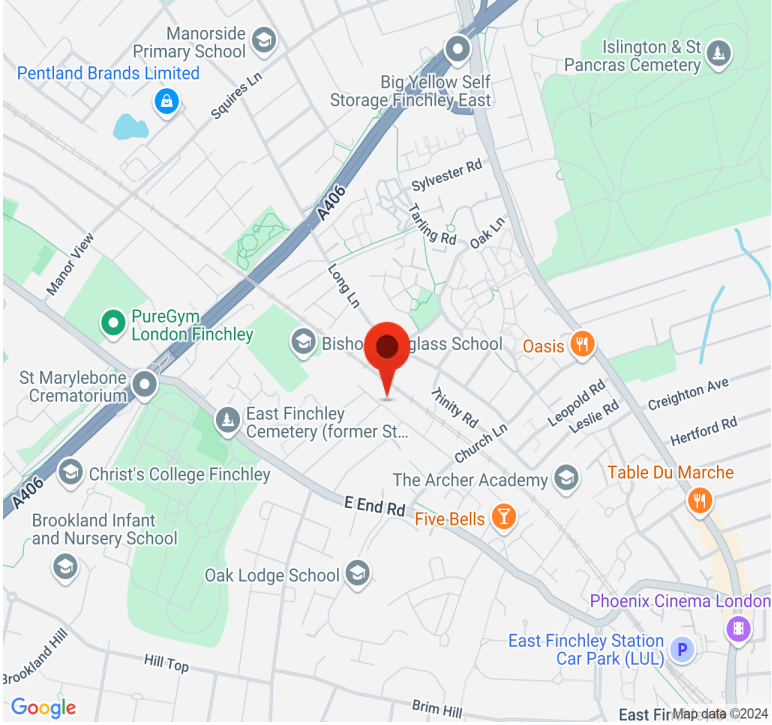 Manorside
Primary School
Islington & St
Pancras Cemetery
Pentland Brands Limited
Squires Ln
Big Yellow Self
Storage Finchley East
A406
Sylvester Rd
Tarling Rd
Oak Ln
Manor View
Long Ln
PureGym
London Finchley
Bishop
glass School
Oasis
St Marylebone
Crematorium
East Finchley
Cemetery (former St...
Trinity Rd
Leopold Rd
Leslie Rd
Creighton Ave
Hertford Rd
Church Ln
Christ's College Finchley
A406
The Archer Academy
Table Du Marche
E End Rd
Five Bells
Brookland Infant
and Nursery School
Oak Lodge School
Phoenix Cinema London
East Finchley Station
Car Park (LUL)
P
Brookland Hill
Hill Top
Brim Hill
Google
East Fin
Map data ©2024